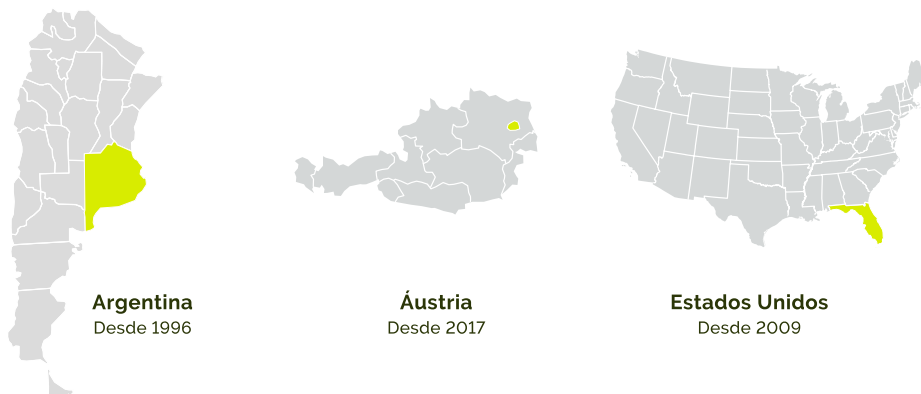 Argentina
Desde 1996
Áustria
Desde 2017
Estados Unidos
Desde 2009